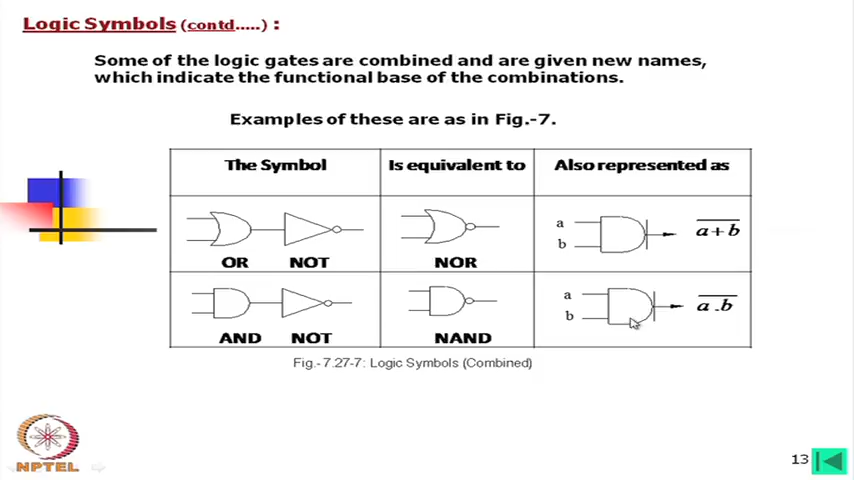 Logic Symbols (contd.....) :
Some of the logic gates are combined and are given new names,
which indicate the functional base of the combinations.
Examples of these are as in Fig.-7.
The Symbol Is equivalent to Also represented as
a
b
a+b
OR NOT NOR
a
b
a.b
AND NOT NAND
Fig.-7.27-7: Logic Symbols (Combined)
NPTEL
13